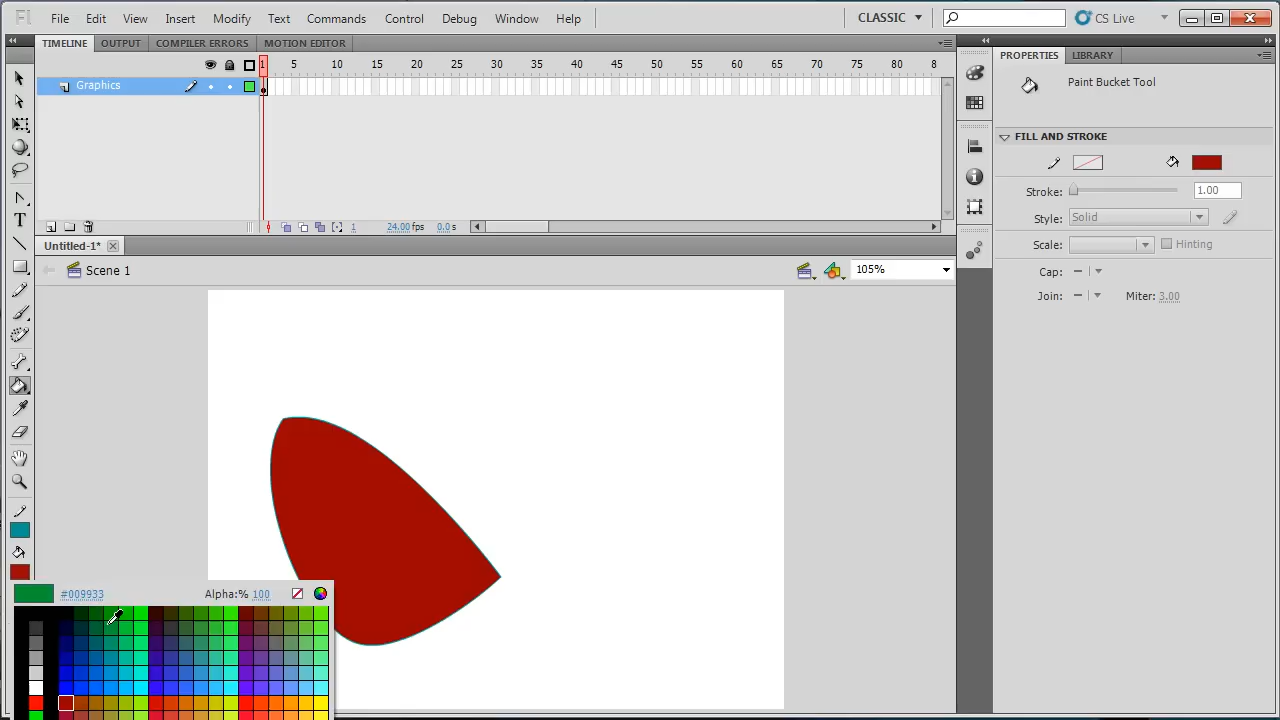 Fl File Edit View Insert Modify Text Commands Control Debug Window Help CLASSIC CS Live
TIMELINE OUTPUT COMPILER ERRORS MOTION EDITOR
1 10 15 20 25 30 35 40 45 50 55 60 65 70 75 80 8
Graphics
24.00 fps 0.0 s 1
Untitled-1*
Scene 1
105%
T
#009933 Alpha:% 100
PROPERTIES LIBRARY
Paint Bucket Tool
FILL AND STROKE
Stroke: 1.00
Style: Solid
Scale: Hinting
Cap:
Join: Miter: 3.00